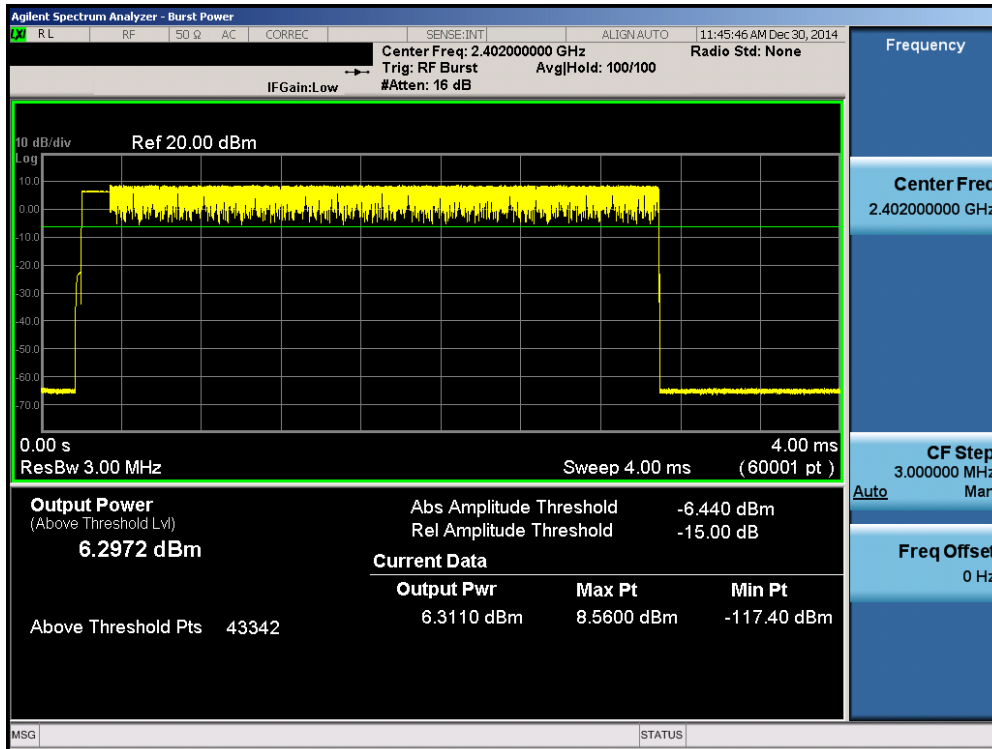 Agilent Spectrum Analyzer - Burst Power
LXI RL RF 50 Ω AC CORREC SENSE:INT ALIGN AUTO 11:45:46 AM Dec 30, 2014
Center Freq: 2.402000000 GHz Radio Std: None
Trig: RF Burst Avg|Hold: 100/100
IFGain:Low #Atten: 16 dB
Frequency
10 dB/div Ref 20.00 dBm
Log
10.0
0.00
-10.0
-20.0
-30.0
-40.0
-50.0
-60.0
-70.0
0.00 s 4.00 ms
ResBw 3.00 MHz Sweep 4.00 ms (60001 pt )
Center Freq
2.402000000 GHz
CF Step
3.000000 MHz
Auto Man
Freq Offset
0 Hz
Output Power
(Above Threshold Lvl)
6.2972 dBm
Above Threshold Pts 43342
Abs Amplitude Threshold -6.440 dBm
Rel Amplitude Threshold -15.00 dB
Current Data
Output Pwr Max Pt Min Pt
6.3110 dBm 8.5600 dBm -117.40 dBm
MSG STATUS